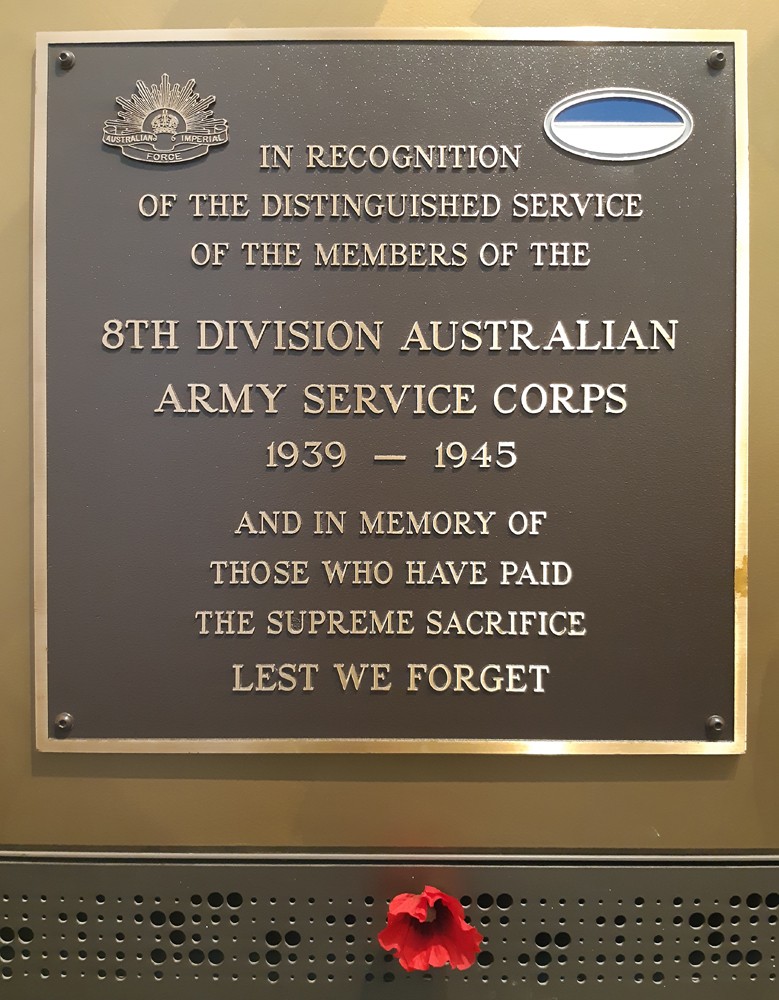 AUSTRALIAN IMPERIAL
FORCE
IN RECOGNITION
OF THE DISTINGUISHED SERVICE
OF THE MEMBERS OF THE
8TH DIVISION AUSTRALIAN
ARMY SERVICE CORPS
1939 — 1945
AND IN MEMORY OF
THOSE WHO HAVE PAID
THE SUPREME SACRIFICE
LEST WE FORGET